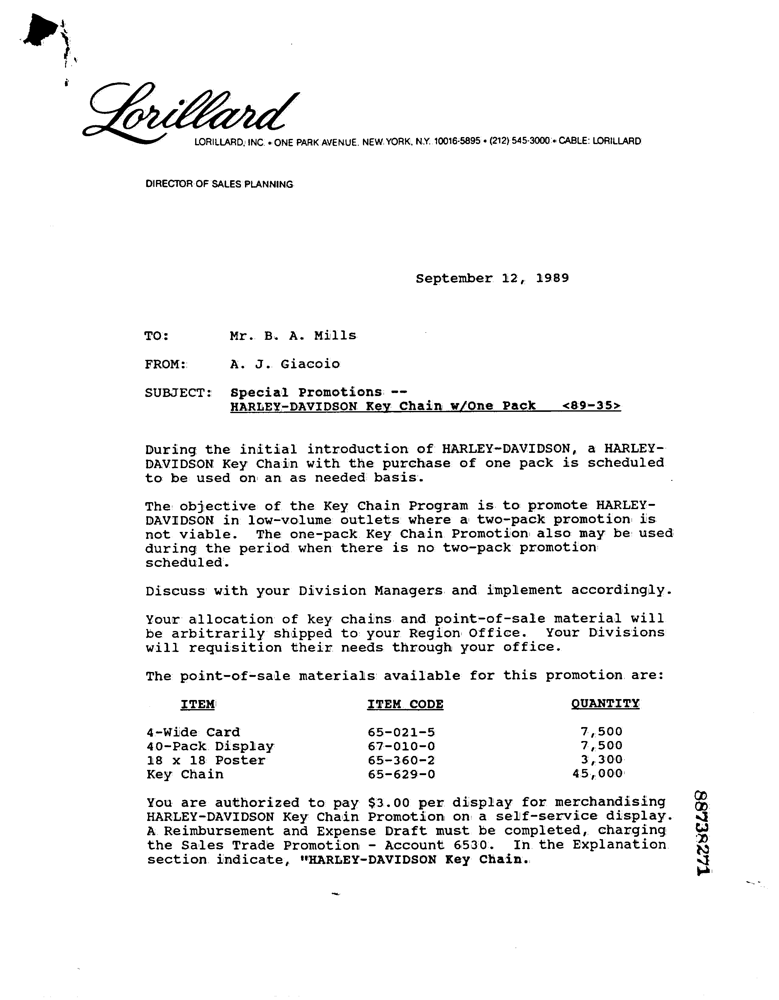 Lorillard
LORILLARD, INC. • ONE PARK AVENUE, NEW YORK, N.Y. 10016-5895 • (212) 545-3000 • CABLE: LORILLARD
DIRECTOR OF SALES PLANNING
September 12, 1989
TO: Mr. B. A. Mills
FROM: A. J. Giacoio
SUBJECT: Special Promotions --
HARLEY-DAVIDSON Key Chain w/One Pack <89-35>
During the initial introduction of HARLEY-DAVIDSON, a HARLEY-
DAVIDSON Key Chain with the purchase of one pack is scheduled
to be used on an as needed basis.
The objective of the Key Chain Program is to promote HARLEY-
DAVIDSON in low-volume outlets where a two-pack promotion is
not viable. The one-pack Key Chain Promotion also may be used
during the period when there is no two-pack promotion
scheduled.
Discuss with your Division Managers and implement accordingly.
Your allocation of key chains and point-of-sale material will
be arbitrarily shipped to your Region Office. Your Divisions
will requisition their needs through your office.
The point-of-sale materials available for this promotion are:
ITEM ITEM CODE QUANTITY
4-Wide Card 65-021-5 7,500
40-Pack Display 67-010-0 7,500
18 x 18 Poster 65-360-2 3,300
Key Chain 65-629-0 45,000
You are authorized to pay $3.00 per display for merchandising
HARLEY-DAVIDSON Key Chain Promotion on a self-service display.
A Reimbursement and Expense Draft must be completed, charging
the Sales Trade Promotion - Account 6530. In the Explanation
section indicate, "HARLEY-DAVIDSON Key Chain.
88738271